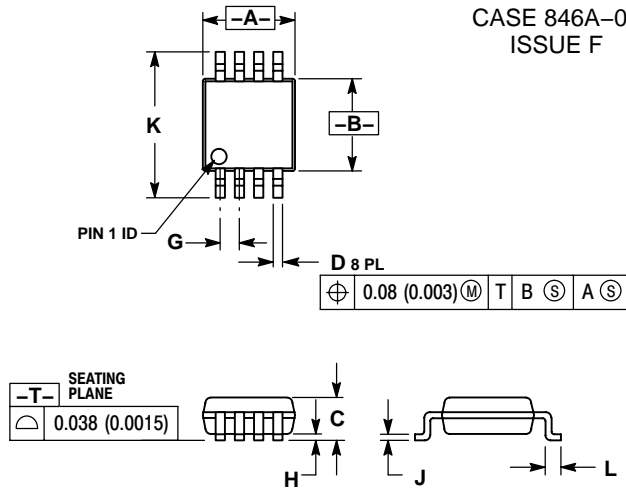 –A–
CASE 846A–0
ISSUE F
K
–B–
PIN 1 ID
G
D 8 PL
0.08 (0.003) Ⓜ T B Ⓢ A Ⓢ
–T– SEATING PLANE
0.038 (0.0015)
C
H
J
L